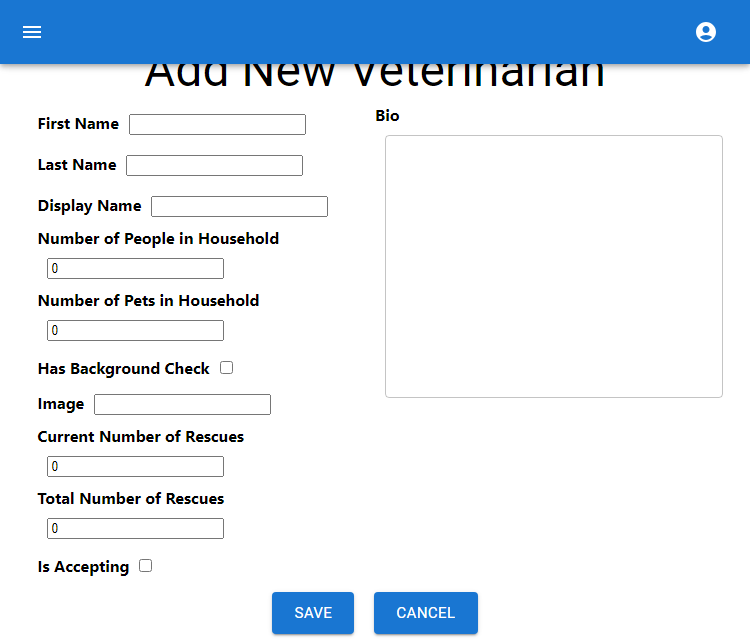 Add New Veterinarian
First Name
Last Name
Display Name
Number of People in Household
0
Number of Pets in Household
0
Has Background Check
Image
Current Number of Rescues
0
Total Number of Rescues
0
Is Accepting
Bio
SAVE
CANCEL